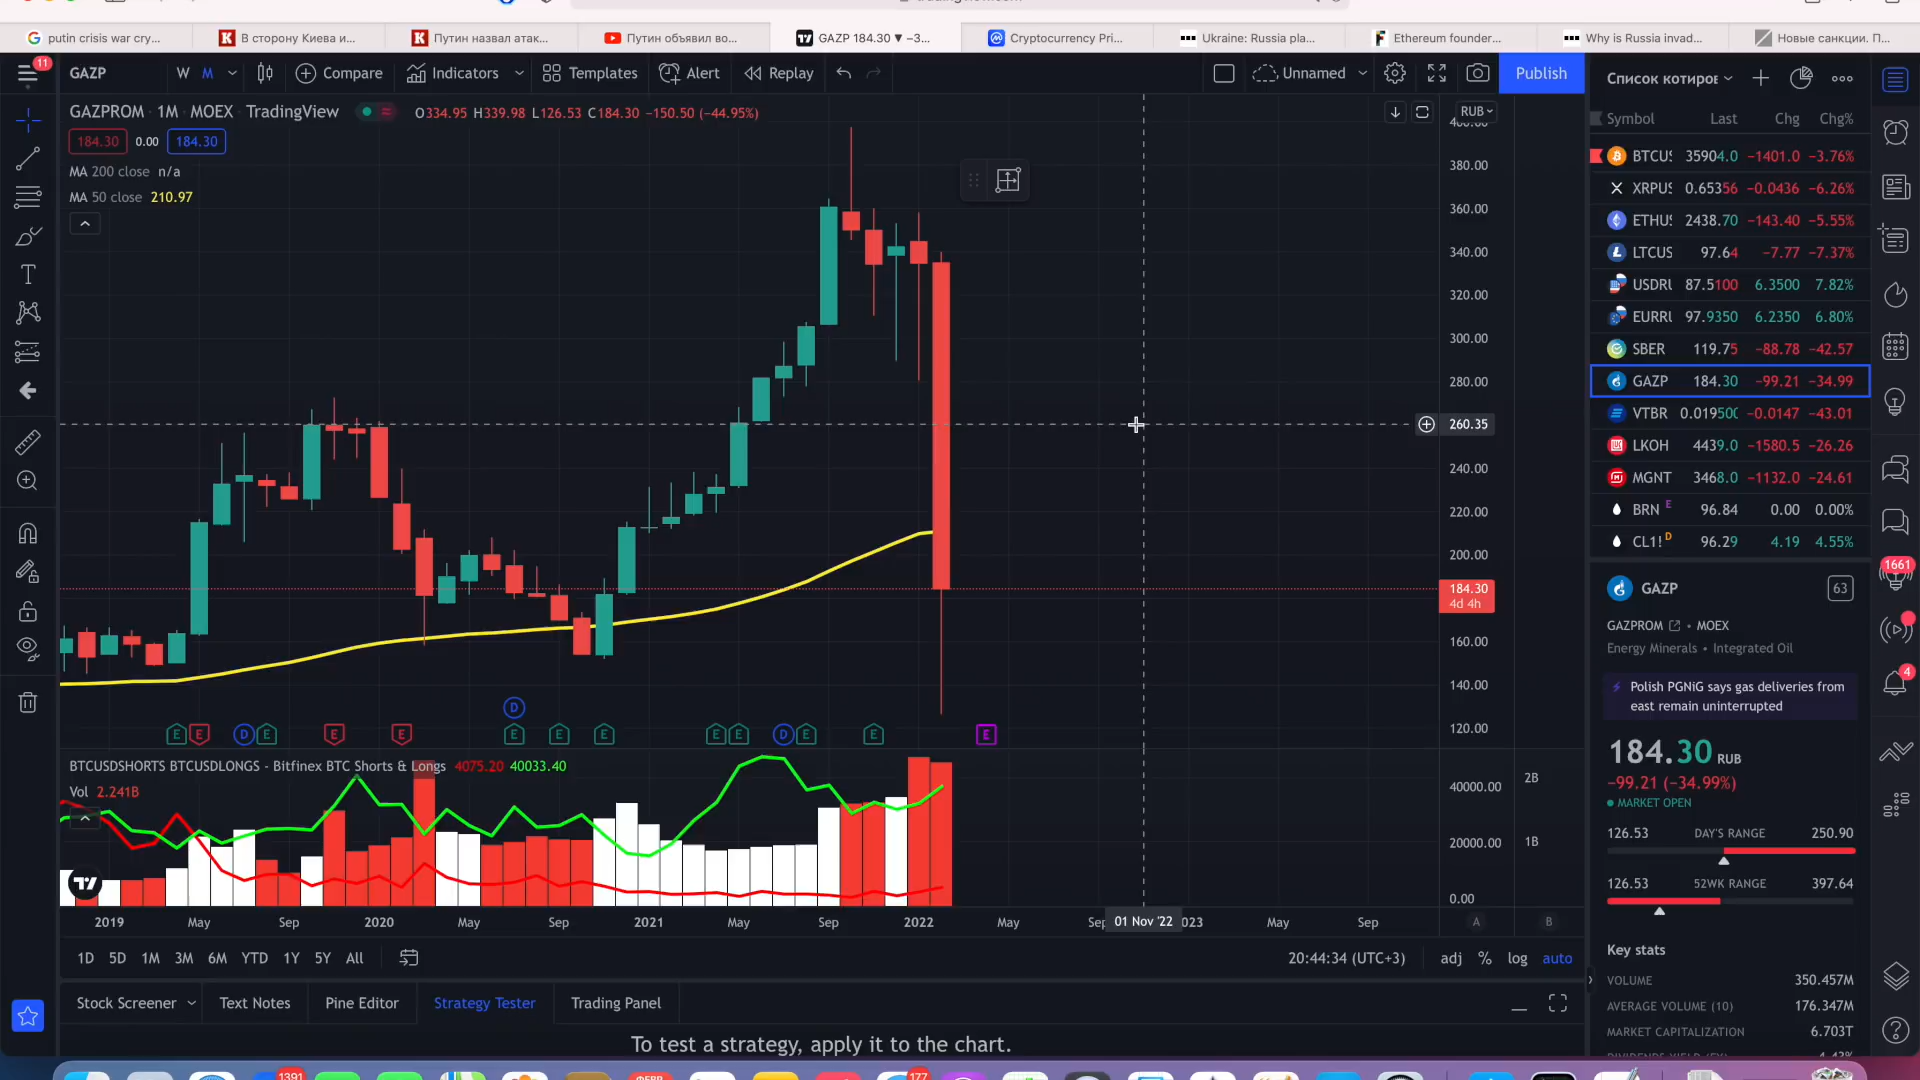 putin crisis war cry...
В сторону Киева и...
Путин назвал атак...
Путин объявил во...
GAZP 184.30 ▼ −3...
Cryptocurrency Pri...
Ukraine: Russia pla...
Ethereum founder...
Why is Russia invad...
Новые санкции. П...
11
GAZP
W M
Compare
Indicators
Templates
Alert
Replay
Unnamed
Publish
Список котиров
GAZPROM · 1M · MOEX TradingView
O334.95 H339.98 L126.53 C184.30 −150.50 (−44.95%)
RUB
184.30 0.00 184.30
MA 200 close n/a
MA 50 close 210.97
380.00
360.00
340.00
320.00
300.00
280.00
260.35
240.00
220.00
200.00
184.30
4d 4h
160.00
140.00
120.00
D
E E D E E E E E E E E D E E E
BTCUSDSHORTS BTCUSDLONGS - Bitfinex BTC Shorts & Longs 4075.20 40033.40
Vol 2.241B
40000.00 2B
20000.00 1B
0.00
2019 May Sep 2020 May Sep 2021 May Sep 2022 May Sep 01 Nov '22 023 May Sep A B
1D 5D 1M 3M 6M YTD 1Y 5Y All
20:44:34 (UTC+3) adj % log auto
Stock Screener Text Notes Pine Editor Strategy Tester Trading Panel
To test a strategy, apply it to the chart.
Symbol Last Chg Chg%
BTCUS 35904.0 −1401.0 −3.76%
XRPUS 0.65356 −0.0436 −6.26%
ETHUS 2438.70 −143.40 −5.55%
LTCUS 97.64 −7.77 −7.37%
USDRU 87.5100 6.3500 7.82%
EURRU 97.9350 6.2350 6.80%
SBER 119.75 −88.78 −42.57
GAZP 184.30 −99.21 −34.99
VTBR 0.01950 −0.0147 −43.01
LKOH 4439.0 −1580.5 −26.26
MGNT 3468.0 −1132.0 −24.61
BRN E 96.84 0.00 0.00%
CL1! D 96.29 4.19 4.55%
GAZP 63
GAZPROM • MOEX
Energy Minerals • Integrated Oil
Polish PGNiG says gas deliveries from
east remain uninterrupted
184.30 RUB
−99.21 (−34.99%)
MARKET OPEN
126.53 DAY'S RANGE 250.90
126.53 52WK RANGE 397.64
Key stats
VOLUME 350.457M
AVERAGE VOLUME (10) 176.347M
MARKET CAPITALIZATION 6.703T
1661
4
1391
ФЕВР
177